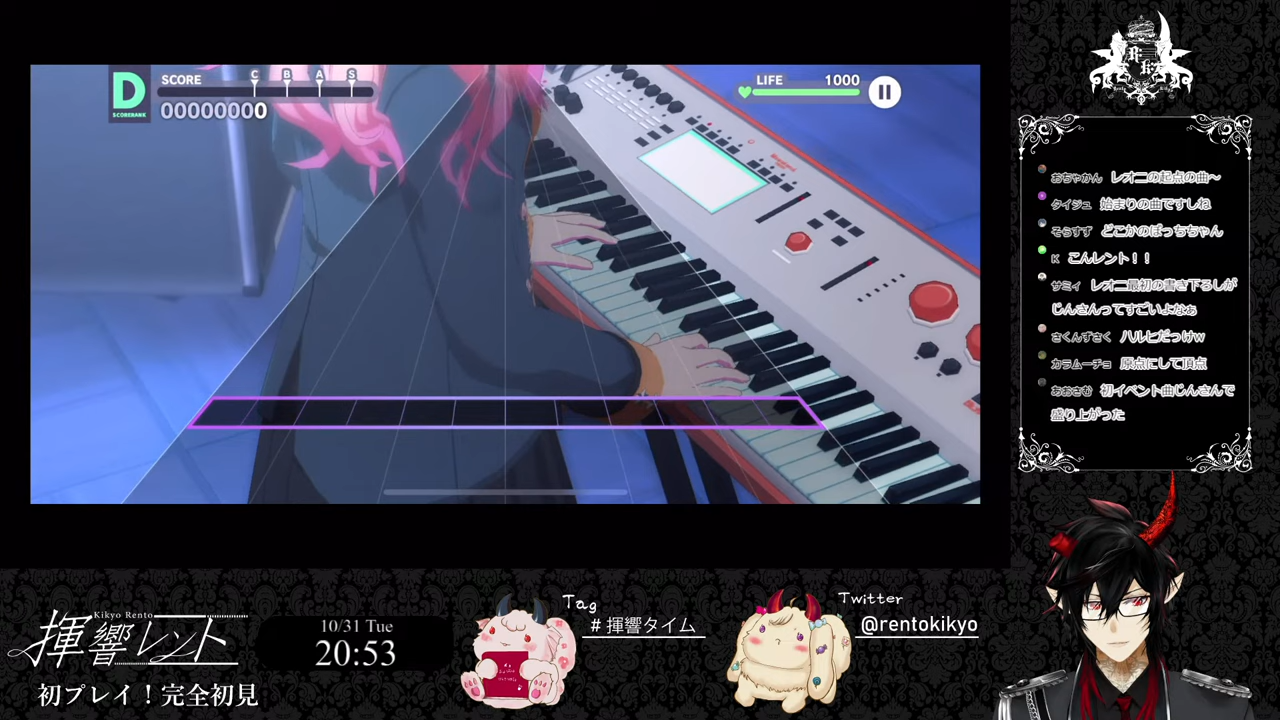 D
SCORERANK
SCORE
C B A S
00000000
LIFE 1000
おちゃかん レオニの起点の曲〜
タイジュ 始まりの曲ですしね
そらすず どこかのぼっちちゃん
K こんレント！！
サミィ レオニ最初の書き下ろしが
じんさんってすごいよなぁ
さくんずさく ハルヒだっけw
カラムーチョ 原点にして頂点
あおさむ 初イベント曲じんさんで
盛り上がった
Kikyo Rento
揮響レント
初プレイ！完全初見
10/31 Tue
20:53
Tag
# 揮響タイム
Twitter
@rentokikyo